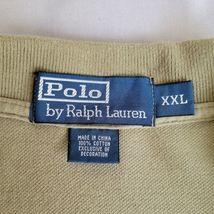 Polo
by Ralph Lauren
XXL
MADE IN CHINA
100% COTTON
EXCLUSIVE OF
DECORATION